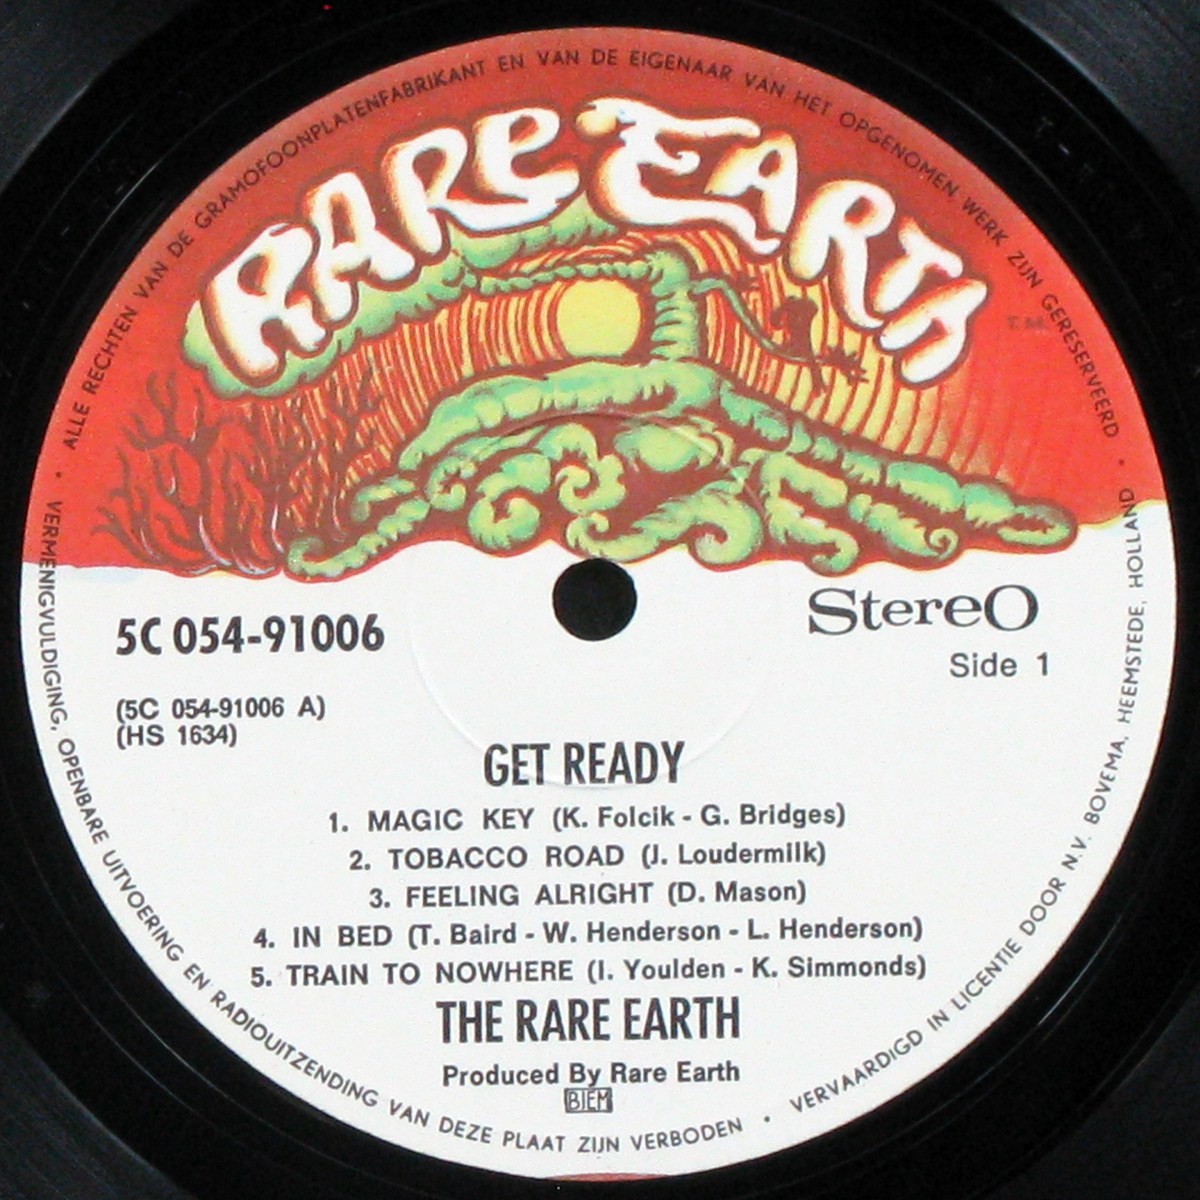 ALLE RECHTEN VAN DE GRAMOFOONPLATENFABRIKANT EN VAN DE EIGENAAR VAN HET OPGENOMEN WERK ZIJN GERESERVEERD •
RARE EARTH
T.M.
5C 054-91006
Stereo
Side 1
(5C 054-91006 A)
(HS 1634)
GET READY
1. MAGIC KEY (K. Folcik - G. Bridges)
2. TOBACCO ROAD (J. Loudermilk)
3. FEELING ALRIGHT (D. Mason)
4. IN BED (T. Baird - W. Henderson - L. Henderson)
5. TRAIN TO NOWHERE (I. Youlden - K. Simmonds)
THE RARE EARTH
Produced By Rare Earth
BIEM
• VERMENIGVULDIGING, OPENBARE UITVOERING EN RADIOUITZENDING VAN DEZE PLAAT ZIJN VERBODEN • VERVAARDIGD IN LICENTIE DOOR N.V. BOVEMA, HEEMSTEDE, HOLLAND